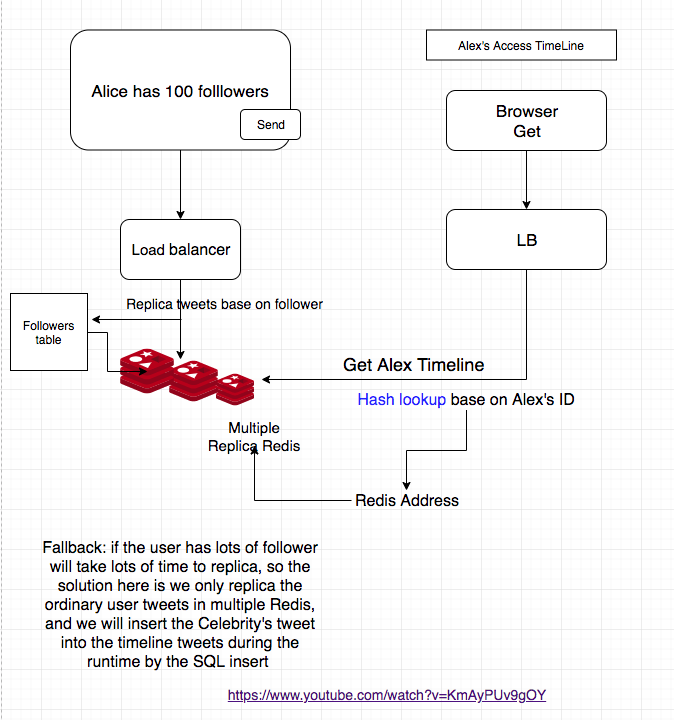 Alex's Access TimeLine
Alice has 100 folllowers
Send
Browser
Get
Load balancer
LB
Replica tweets base on follower
Followers
table
Get Alex Timeline
Hash lookup base on Alex's ID
Multiple
Replica Redis
Redis Address
Fallback: if the user has lots of follower
will take lots of time to replica, so the
solution here is we only replica the
ordinary user tweets in multiple Redis,
and we will insert the Celebrity's tweet
into the timeline tweets during the
runtime by the SQL insert
https://www.youtube.com/watch?v=KmAyPUv9gOY